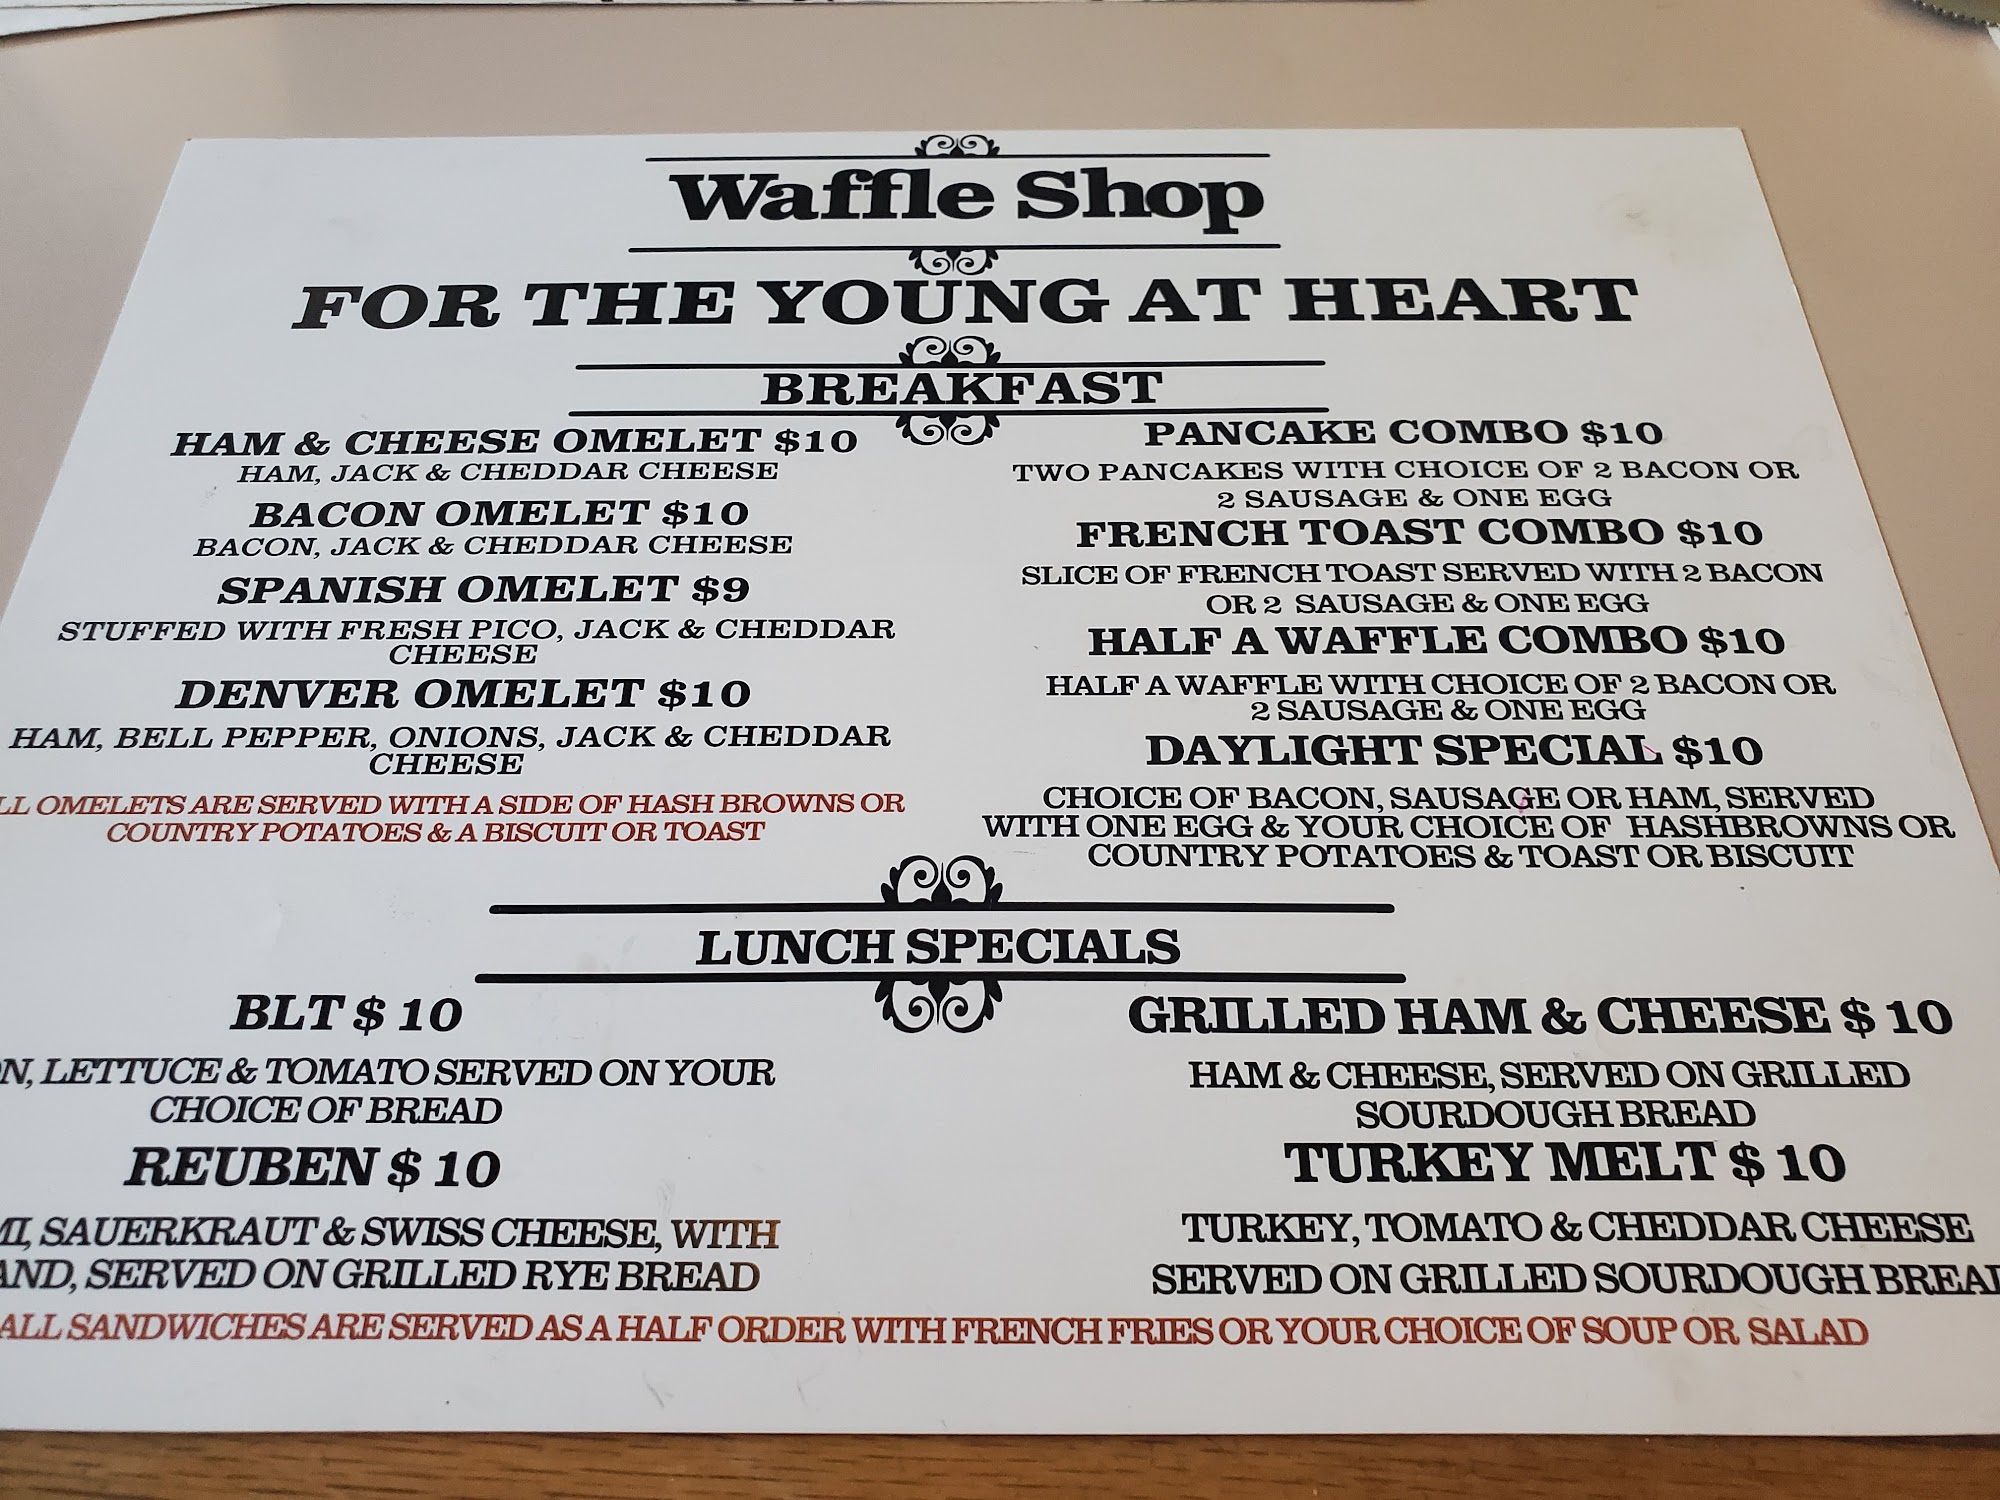 Waffle Shop
FOR THE YOUNG AT HEART
BREAKFAST
HAM & CHEESE OMELET $10
HAM, JACK & CHEDDAR CHEESE
BACON OMELET $10
BACON, JACK & CHEDDAR CHEESE
SPANISH OMELET $9
STUFFED WITH FRESH PICO, JACK & CHEDDAR
CHEESE
DENVER OMELET $10
HAM, BELL PEPPER, ONIONS, JACK & CHEDDAR
CHEESE
OMELETS ARE SERVED WITH A SIDE OF HASH BROWNS OR
COUNTRY POTATOES & A BISCUIT OR TOAST
PANCAKE COMBO $10
TWO PANCAKES WITH CHOICE OF 2 BACON OR
2 SAUSAGE & ONE EGG
FRENCH TOAST COMBO $10
SLICE OF FRENCH TOAST SERVED WITH 2 BACON
OR 2 SAUSAGE & ONE EGG
HALF A WAFFLE COMBO $10
HALF A WAFFLE WITH CHOICE OF 2 BACON OR
2 SAUSAGE & ONE EGG
DAYLIGHT SPECIAL $10
CHOICE OF BACON, SAUSAGE OR HAM, SERVED
WITH ONE EGG & YOUR CHOICE OF HASHBROWNS OR
COUNTRY POTATOES & TOAST OR BISCUIT
LUNCH SPECIALS
BLT $ 10
LETTUCE & TOMATO SERVED ON YOUR
CHOICE OF BREAD
REUBEN $ 10
SAUERKRAUT & SWISS CHEESE, WITH
SERVED ON GRILLED RYE BREAD
GRILLED HAM & CHEESE $ 10
HAM & CHEESE, SERVED ON GRILLED
SOURDOUGH BREAD
TURKEY MELT $ 10
TURKEY, TOMATO & CHEDDAR CHEESE
SERVED ON GRILLED SOURDOUGH BREAD
ALL SANDWICHES ARE SERVED AS A HALF ORDER WITH FRENCH FRIES OR YOUR CHOICE OF SOUP OR SALAD